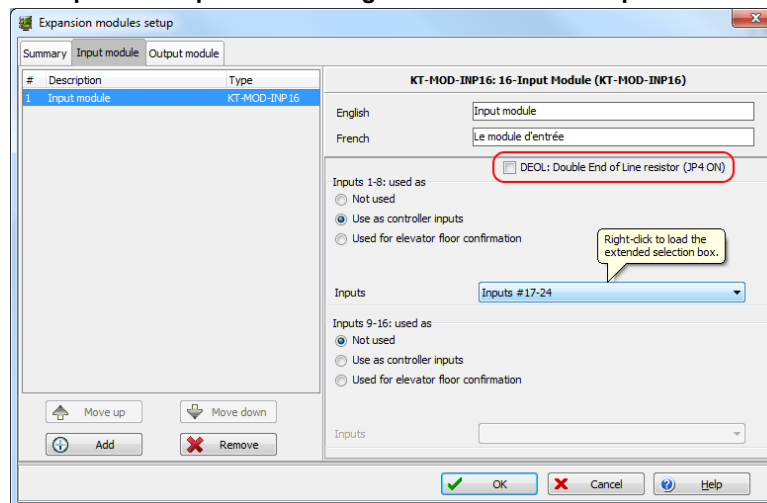 Expansion modules setup
Summary Input module Output module
# Description Type
1 Input module KT-MOD-INP16
KT-MOD-INP16: 16-Input Module (KT-MOD-INP16)
English Input module
French Le module d'entrée
DEOL: Double End of Line resistor (JP4 ON)
Inputs 1-8: used as
Not used
Use as controller inputs
Used for elevator floor confirmation
Right-click to load the
extended selection box.
Inputs Inputs #17-24
Inputs 9-16: used as
Not used
Use as controller inputs
Used for elevator floor confirmation
Move up Move down
Add Remove
Inputs
OK Cancel Help